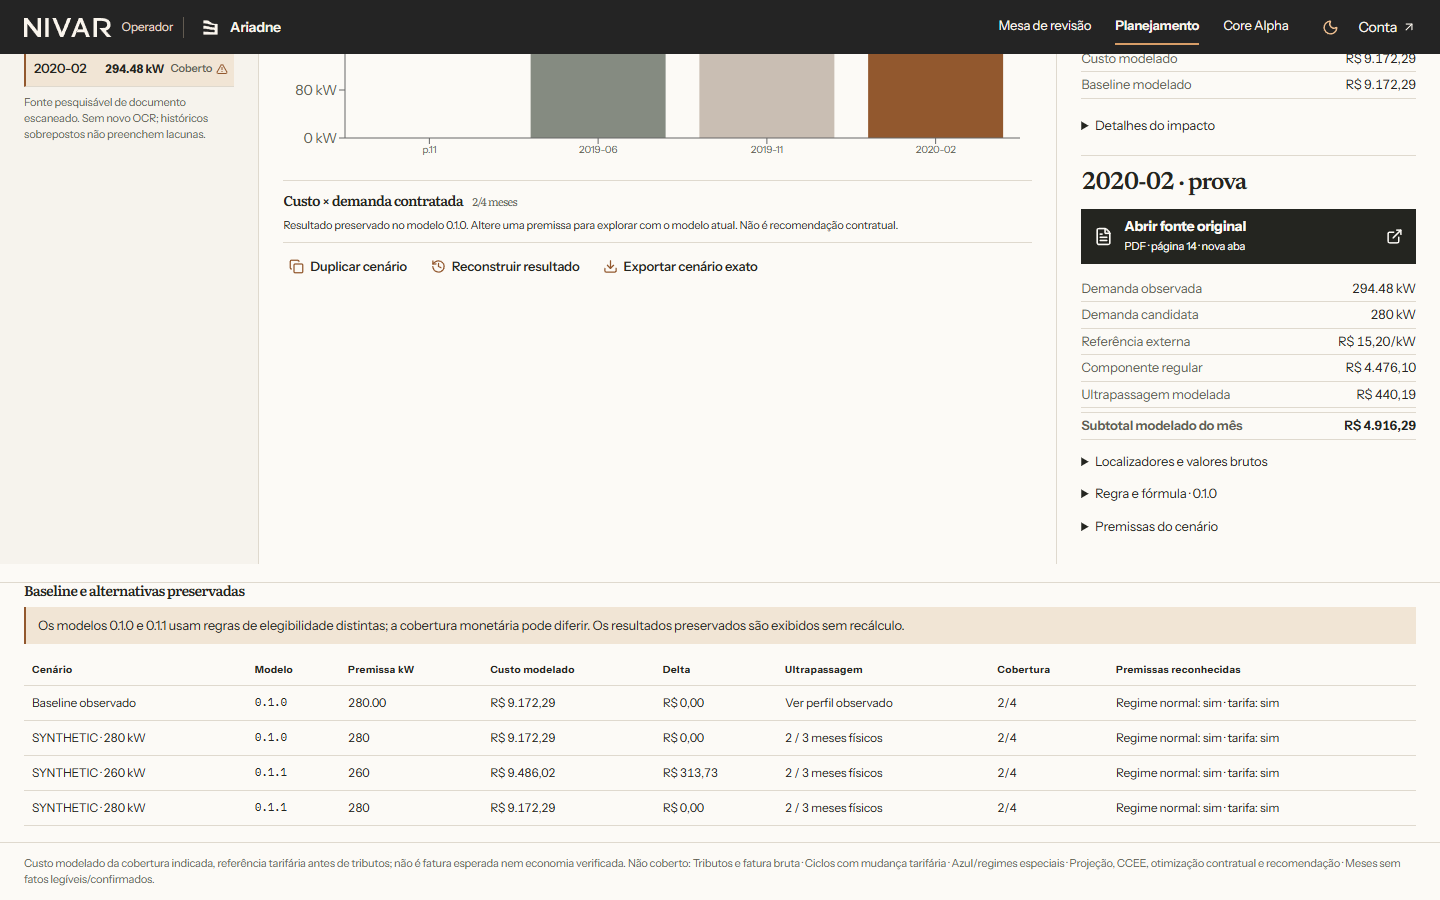 NIVAR Operador Ariadne Mesa de revisão Planejamento Core Alpha Conta
2020-02 294.48 kW Coberto
Fonte pesquisável de documento
escaneado. Sem novo OCR; históricos
sobrepostos não preenchem lacunas.
80 kW
0 kW
p.11 2019-06 2019-11 2020-02
Custo × demanda contratada 2/4 meses
Resultado preservado no modelo 0.1.0. Altere uma premissa para explorar com o modelo atual. Não é recomendação contratual.
Duplicar cenário Reconstruir resultado Exportar cenário exato
Custo modelado R$ 9.172,29
Baseline modelado R$ 9.172,29
Detalhes do impacto
2020-02 · prova
Abrir fonte original
PDF · página 14 · nova aba
Demanda observada 294.48 kW
Demanda candidata 280 kW
Referência externa R$ 15,20/kW
Componente regular R$ 4.476,10
Ultrapassagem modelada R$ 440,19
Subtotal modelado do mês R$ 4.916,29
Localizadores e valores brutos
Regra e fórmula · 0.1.0
Premissas do cenário
Baseline e alternativas preservadas
Os modelos 0.1.0 e 0.1.1 usam regras de elegibilidade distintas; a cobertura monetária pode diferir. Os resultados preservados são exibidos sem recálculo.
Cenário Modelo Premissa kW Custo modelado Delta Ultrapassagem Cobertura Premissas reconhecidas
Baseline observado 0.1.0 280.00 R$ 9.172,29 R$ 0,00 Ver perfil observado 2/4 Regime normal: sim · tarifa: sim
SYNTHETIC · 280 kW 0.1.0 280 R$ 9.172,29 R$ 0,00 2 / 3 meses físicos 2/4 Regime normal: sim · tarifa: sim
SYNTHETIC · 260 kW 0.1.1 260 R$ 9.486,02 R$ 313,73 2 / 3 meses físicos 2/4 Regime normal: sim · tarifa: sim
SYNTHETIC · 280 kW 0.1.1 280 R$ 9.172,29 R$ 0,00 2 / 3 meses físicos 2/4 Regime normal: sim · tarifa: sim
Custo modelado da cobertura indicada, referência tarifária antes de tributos; não é fatura esperada nem economia verificada. Não coberto: Tributos e fatura bruta · Ciclos com mudança tarifária · Azul/regimes especiais · Projeção, CCEE, otimização contratual e recomendação · Meses sem
fatos legíveis/confirmados.